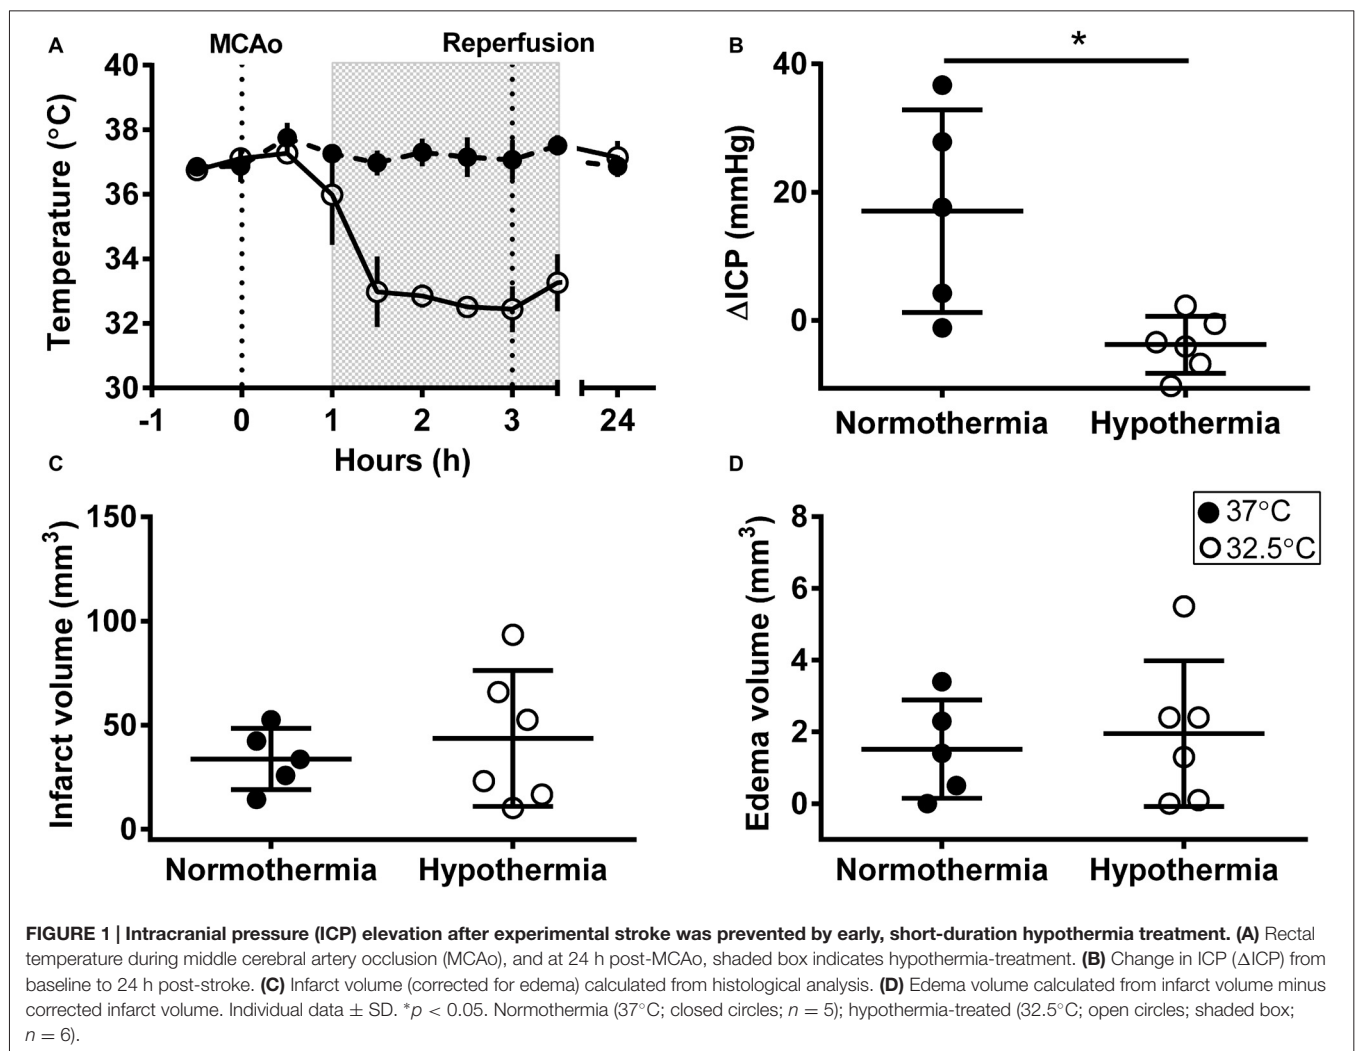 A
MCAo
Reperfusion
40
38
36
34
32
30
Temperature (°C)
-1
0
1
2
3
24
Hours (h)
B
*
40
20
0
ΔICP (mmHg)
Normothermia
Hypothermia
C
150
100
50
0
Infarct volume (mm³)
Normothermia
Hypothermia
D
37°C
32.5°C
8
6
4
2
0
Edema volume (mm³)
Normothermia
Hypothermia
FIGURE 1 | Intracranial pressure (ICP) elevation after experimental stroke was prevented by early, short-duration hypothermia treatment. (A) Rectal
temperature during middle cerebral artery occlusion (MCAo), and at 24 h post-MCAo, shaded box indicates hypothermia-treatment. (B) Change in ICP (ΔICP) from
baseline to 24 h post-stroke. (C) Infarct volume (corrected for edema) calculated from histological analysis. (D) Edema volume calculated from infarct volume minus
corrected infarct volume. Individual data ± SD. *p < 0.05. Normothermia (37°C; closed circles; n = 5); hypothermia-treated (32.5°C; open circles; shaded box;
n = 6).